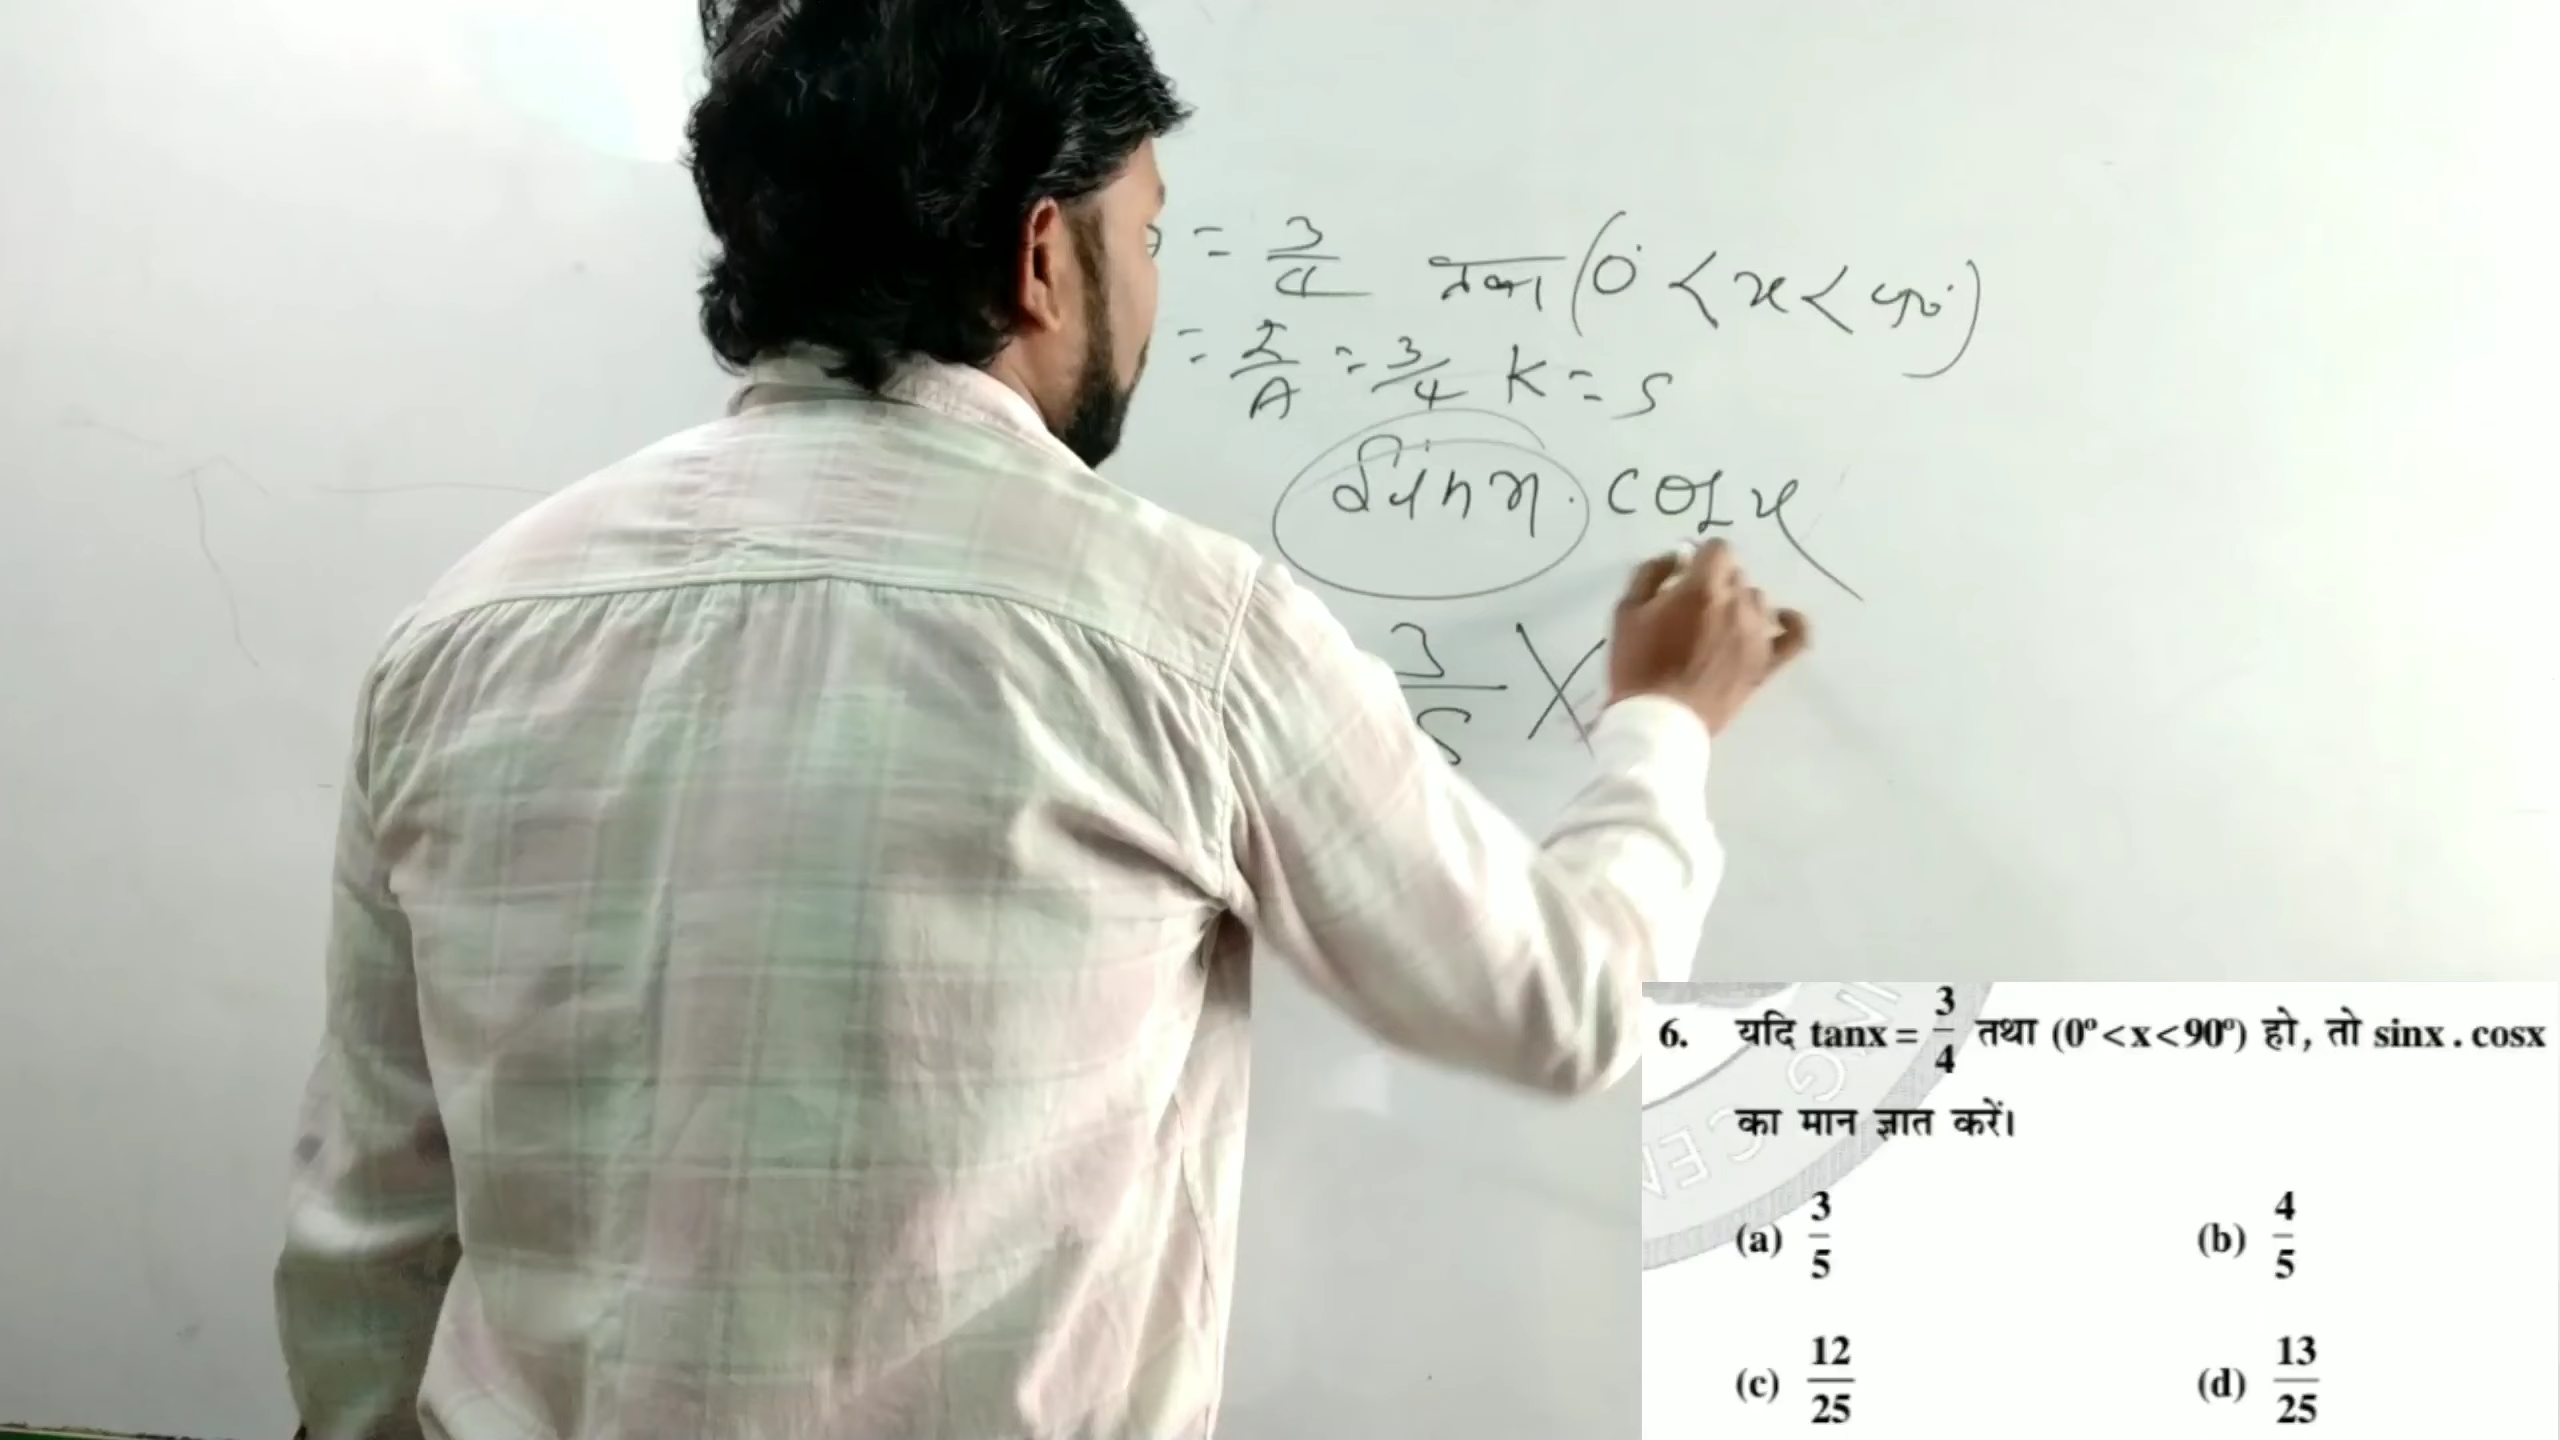 = 3/4 तथा (0° < x < 90°)
= ल/A = 3/4 K = 5
Sinx . cosx
3/5 X
6. यदि tanx = 3/4 तथा (0° < x < 90°) हो, तो sinx . cosx
का मान ज्ञात करें।
(a) 3/5 (b) 4/5
(c) 12/25 (d) 13/25